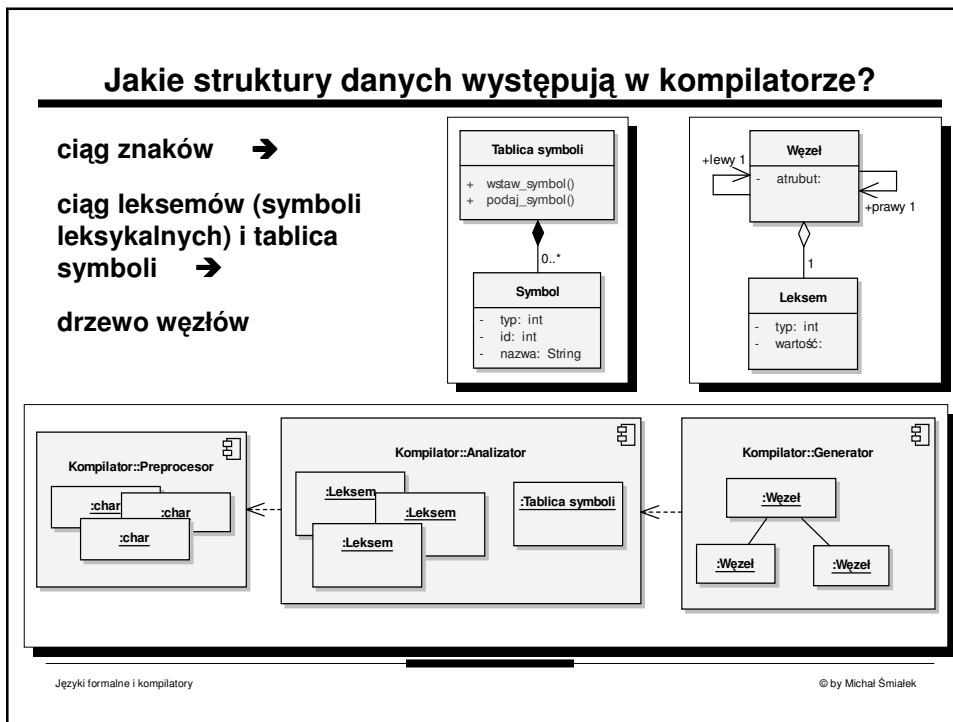 Jakie struktury danych występują w kompilatorze?
ciąg znaków ➔
ciąg leksemów (symboli
leksykalnych) i tablica
symboli ➔
drzewo węzłów
Tablica symboli
+ wstaw_symbol()
+ podaj_symbol()
0..*
Symbol
- typ: int
- id: int
- nazwa: String
Węzeł
- atrubut:
+lewy 1
+prawy 1
1
Leksem
- typ: int
- wartość:
Kompilator::Preprocesor
:char
:char
:char
Kompilator::Analizator
:Leksem
:Leksem
:Leksem
:Tablica symboli
Kompilator::Generator
:Węzeł
:Węzeł
:Węzeł
Języki formalne i kompilatory
© by Michał Śmiałek